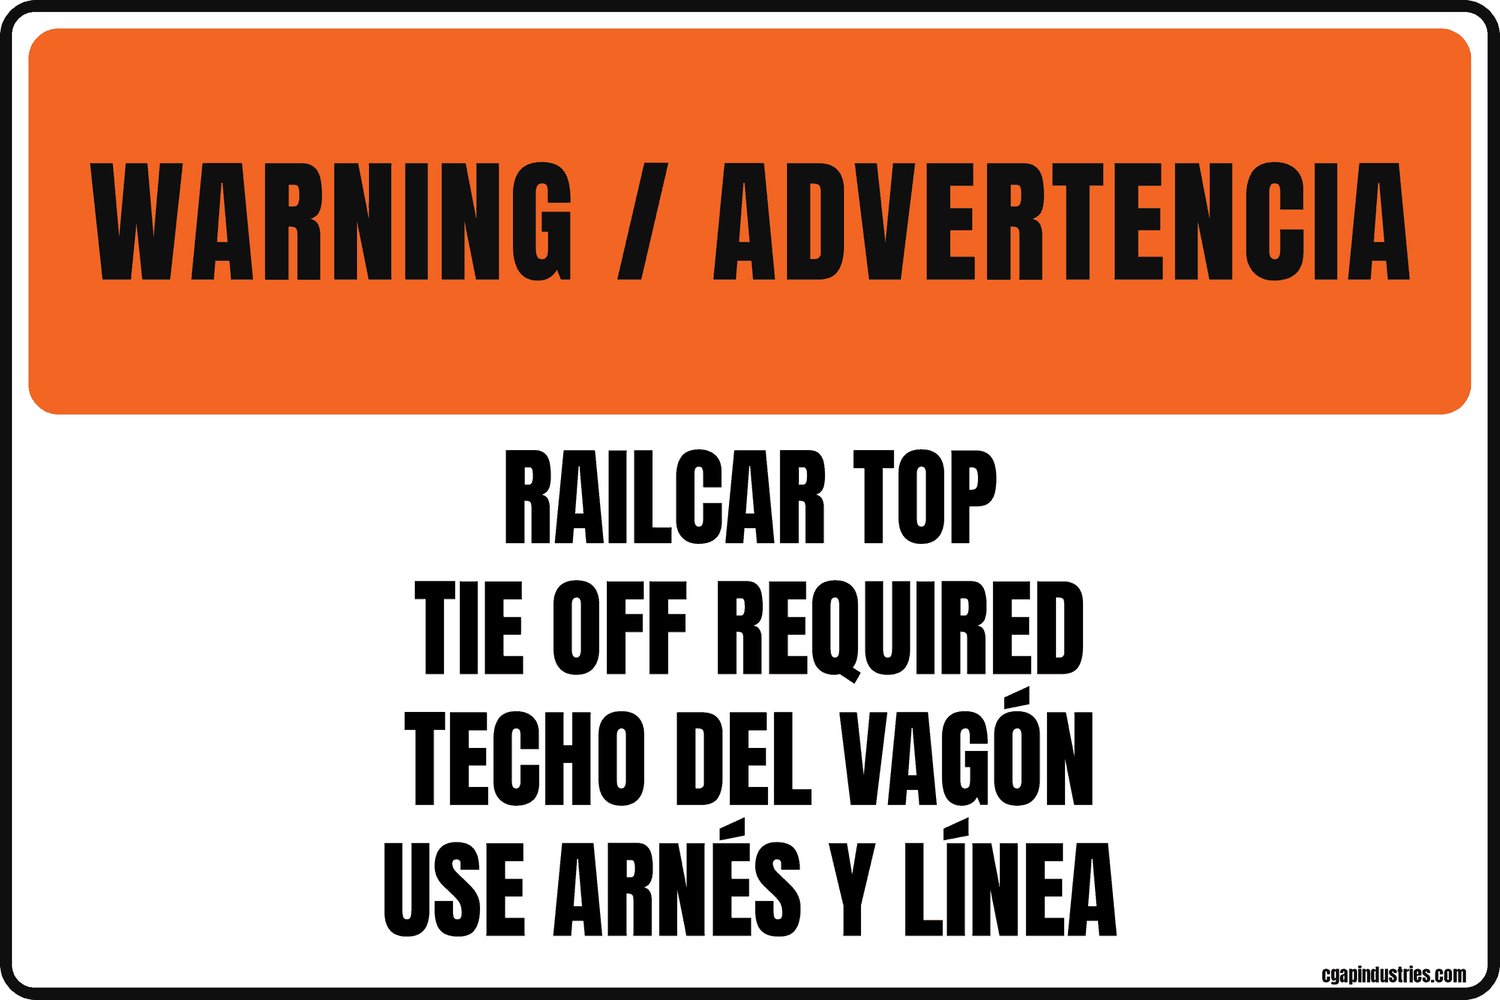 WARNING / ADVERTENCIA
RAILCAR TOP
TIE OFF REQUIRED
TECHO DEL VAGÓN
USE ARNÉS Y LÍNEA
cgapindustries.com